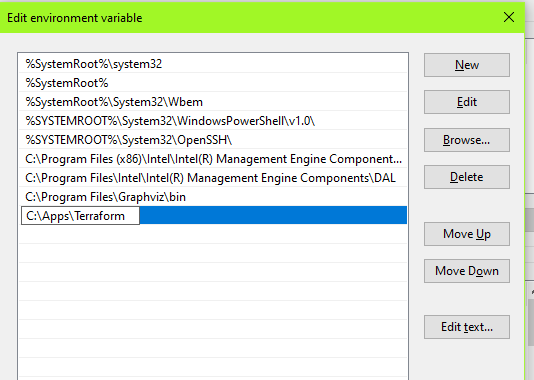 Edit environment variable
%SystemRoot%\system32
%SystemRoot%
%SystemRoot%\System32\Wbem
%SYSTEMROOT%\System32\WindowsPowerShell\v1.0\
%SYSTEMROOT%\System32\OpenSSH\
C:\Program Files (x86)\Intel\Intel(R) Management Engine Component...
C:\Program Files\Intel\Intel(R) Management Engine Components\DAL
C:\Program Files\Graphviz\bin
C:\Apps\Terraform
New
Edit
Browse...
Delete
Move Up
Move Down
Edit text...